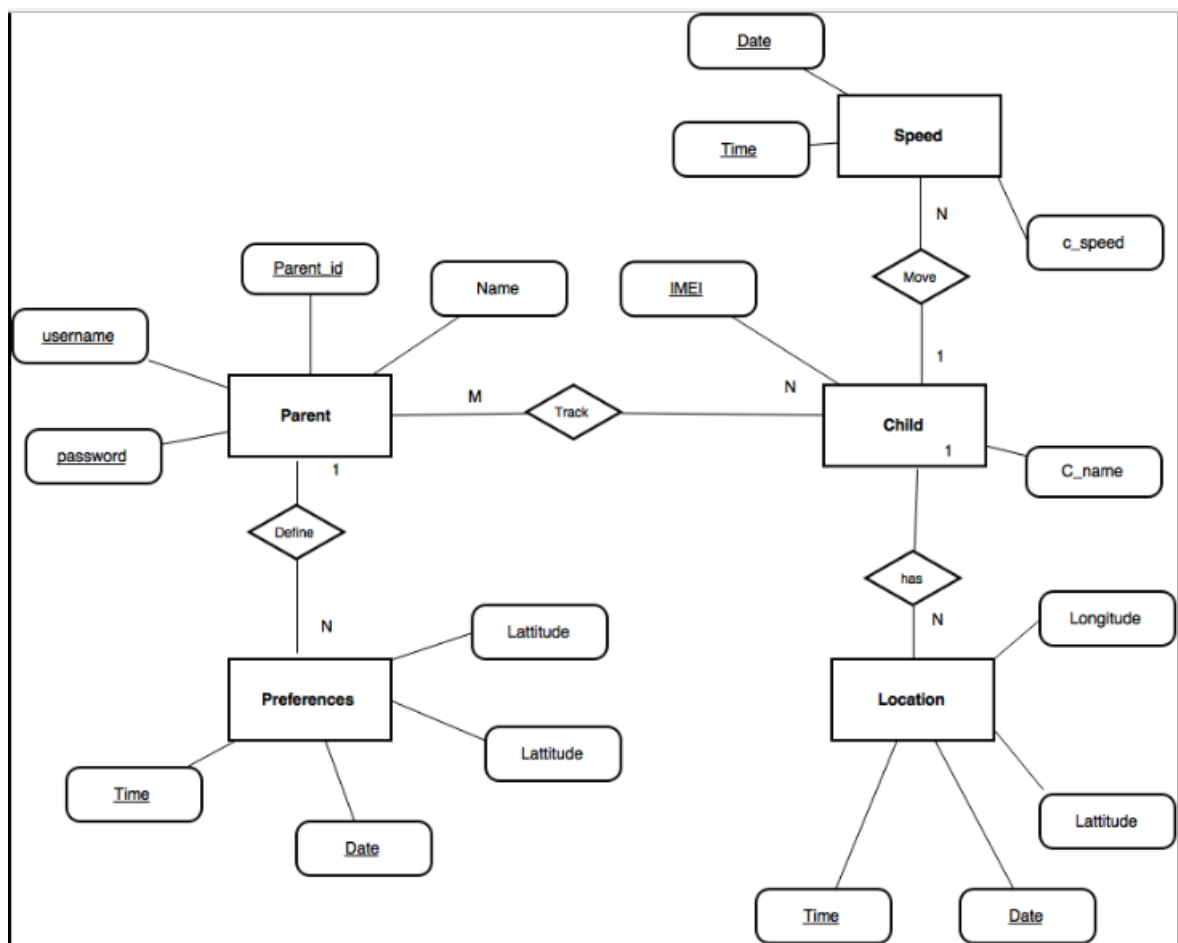 Date
Speed
Time
N
c_speed
Parent_id
Name
IMEI
Move
username
1
M
N
Parent
Track
Child
1
password
1
C_name
Define
has
N
Lattitude
N
Longitude
Preferences
Location
Lattitude
Time
Lattitude
Date
Time
Date